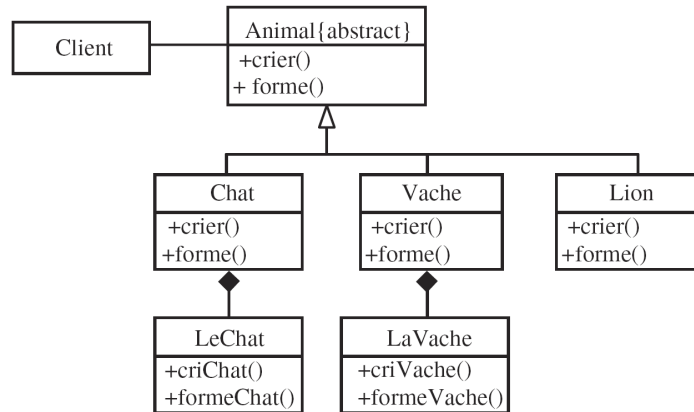 Client
Animal{abstract}
+crier()
+ forme()
Chat
+crier()
+forme()
Vache
+crier()
+forme()
Lion
+crier()
+forme()
LeChat
+criChat()
+formeChat()
LaVache
+criVache()
+formeVache()